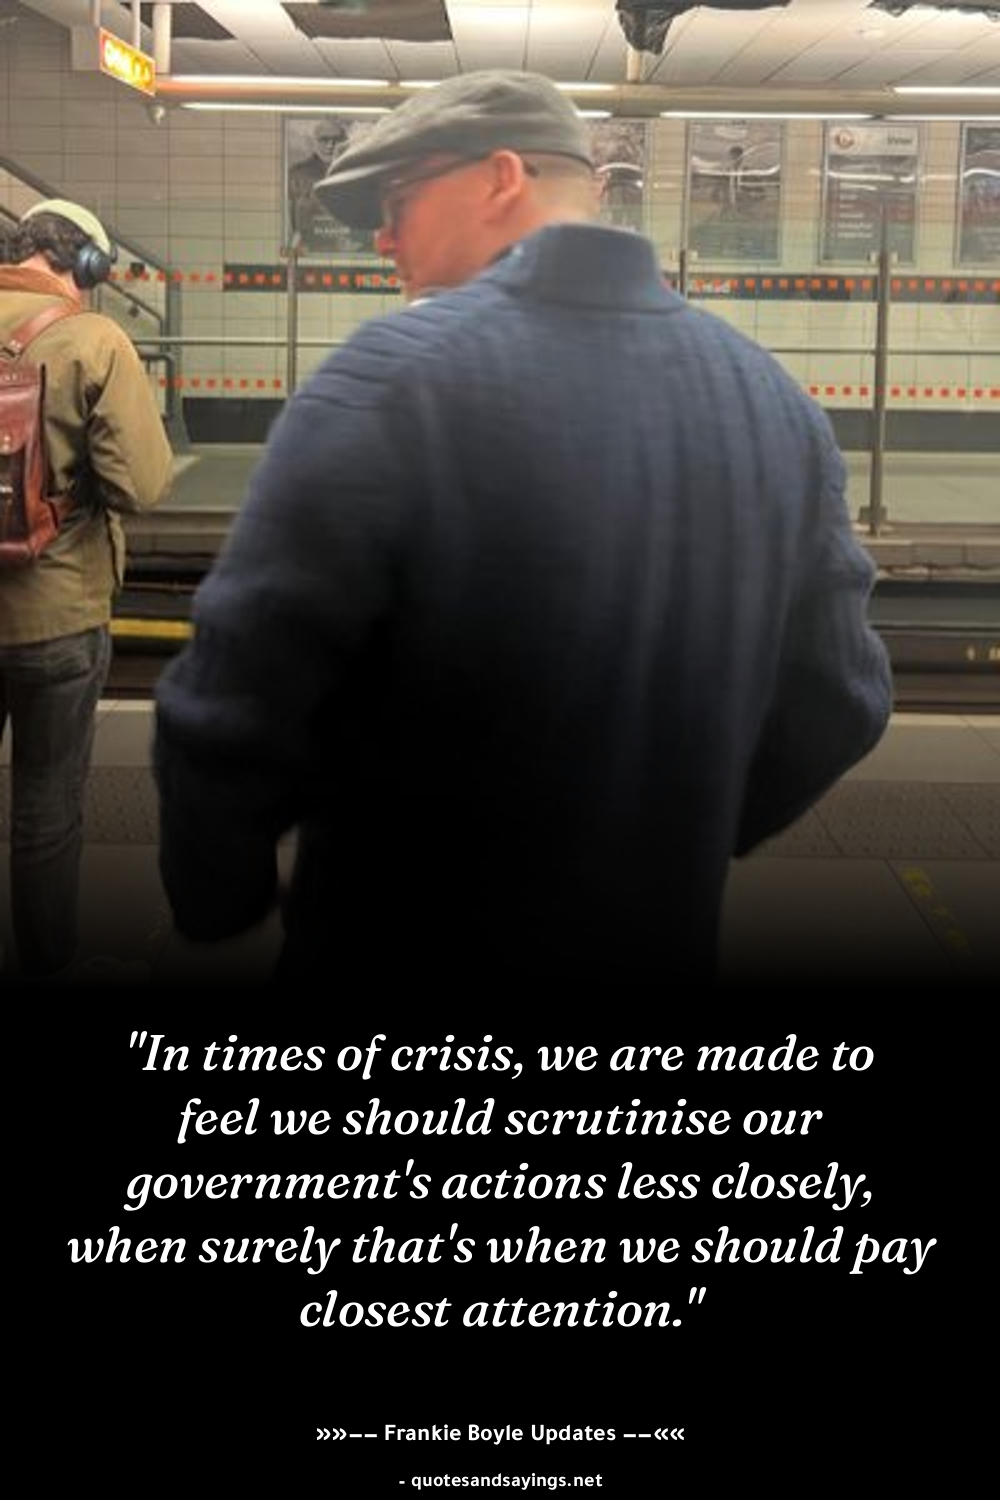 "In times of crisis, we are made to
feel we should scrutinise our
government's actions less closely,
when surely that's when we should pay
closest attention."
»»−− Frankie Boyle Updates −−««
- quotesandsayings.net